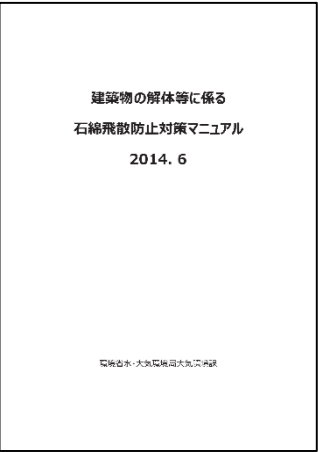 建築物の解体等に係る
石綿飛散防止対策マニュアル
2014. 6
環境省水・大気環境局大気環境課